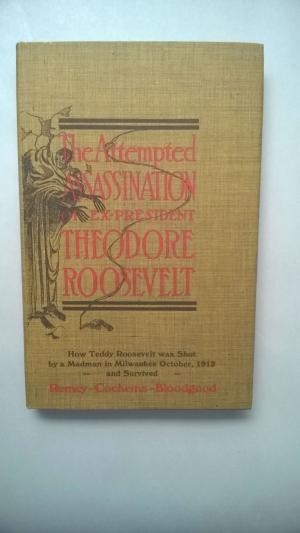 The Attempted
ASSASSINATION
OF EX-PRESIDENT
THEODORE
ROOSEVELT
How Teddy Roosevelt was Shot
by a Madman in Milwaukee October, 1912
— and Survived —
Remey-Cochems-Bloodgood